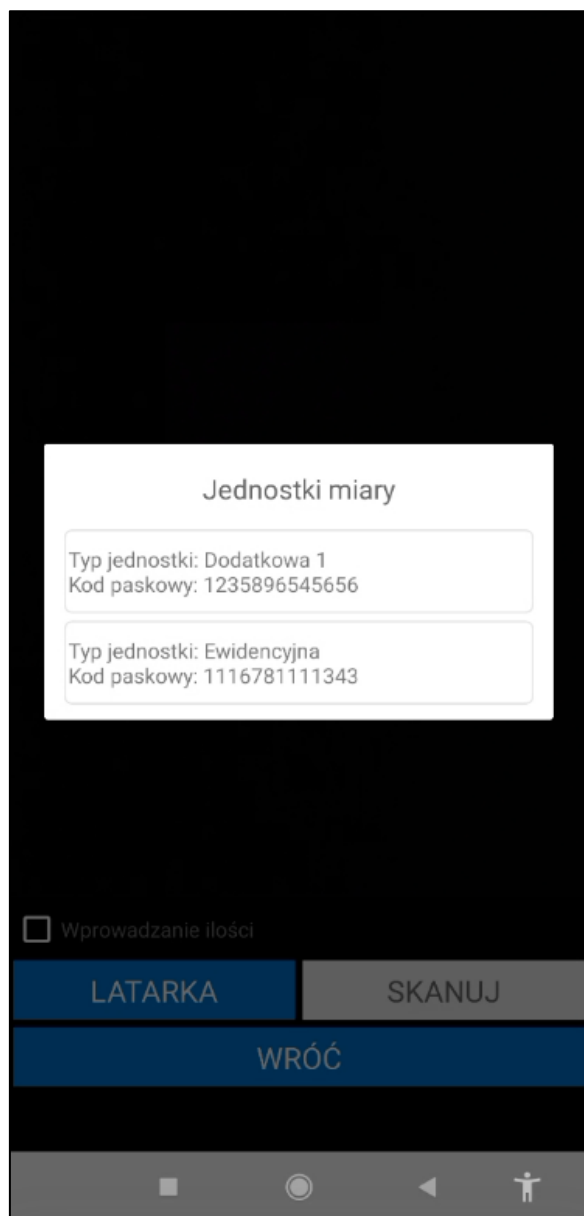 Jednostki miary
Typ jednostki: Dodatkowa 1
Kod paskowy: 1235896545656
Typ jednostki: Ewidencyjna
Kod paskowy: 1116781111343
Wprowadzanie ilości
LATARKA SKANUJ
WRÓĆ